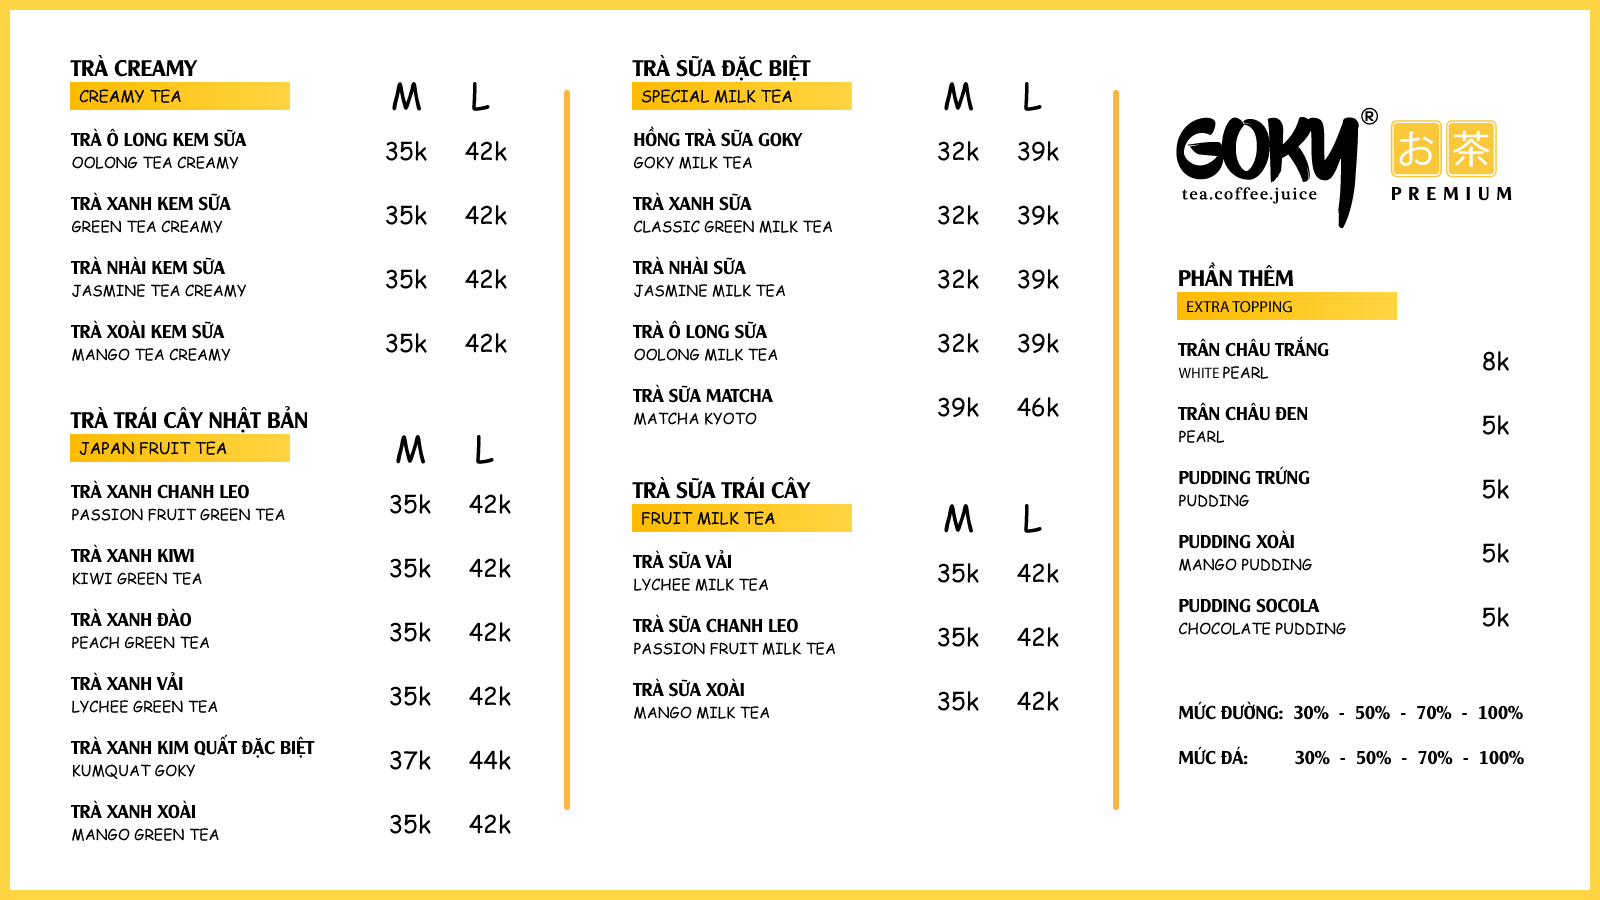 TRÀ CREAMY
CREAMY TEA
M L
TRÀ Ô LONG KEM SỮA
OOLONG TEA CREAMY
35k 42k
TRÀ XANH KEM SỮA
GREEN TEA CREAMY
35k 42k
TRÀ NHÀI KEM SỮA
JASMINE TEA CREAMY
35k 42k
TRÀ XOÀI KEM SỮA
MANGO TEA CREAMY
35k 42k
TRÀ TRÁI CÂY NHẬT BẢN
JAPAN FRUIT TEA
M L
TRÀ XANH CHANH LEO
PASSION FRUIT GREEN TEA
35k 42k
TRÀ XANH KIWI
KIWI GREEN TEA
35k 42k
TRÀ XANH ĐÀO
PEACH GREEN TEA
35k 42k
TRÀ XANH VẢI
LYCHEE GREEN TEA
35k 42k
TRÀ XANH KIM QUẤT ĐẶC BIỆT
KUMQUAT GOKY
37k 44k
TRÀ XANH XOÀI
MANGO GREEN TEA
35k 42k
TRÀ SỮA ĐẶC BIỆT
SPECIAL MILK TEA
M L
HỒNG TRÀ SỮA GOKY
GOKY MILK TEA
32k 39k
TRÀ XANH SỮA
CLASSIC GREEN MILK TEA
32k 39k
TRÀ NHÀI SỮA
JASMINE MILK TEA
32k 39k
TRÀ Ô LONG SỮA
OOLONG MILK TEA
32k 39k
TRÀ SỮA MATCHA
MATCHA KYOTO
39k 46k
TRÀ SỮA TRÁI CÂY
FRUIT MILK TEA
M L
TRÀ SỮA VẢI
LYCHEE MILK TEA
35k 42k
TRÀ SỮA CHANH LEO
PASSION FRUIT MILK TEA
35k 42k
TRÀ SỮA XOÀI
MANGO MILK TEA
35k 42k
GOKY® お茶
tea.coffee.juice PREMIUM
PHẦN THÊM
EXTRA TOPPING
TRÂN CHÂU TRẮNG
WHITE PEARL
8k
TRÂN CHÂU ĐEN
PEARL
5k
PUDDING TRỨNG
PUDDING
5k
PUDDING XOÀI
MANGO PUDDING
5k
PUDDING SOCOLA
CHOCOLATE PUDDING
5k
MỨC ĐƯỜNG: 30% - 50% - 70% - 100%
MỨC ĐÁ: 30% - 50% - 70% - 100%